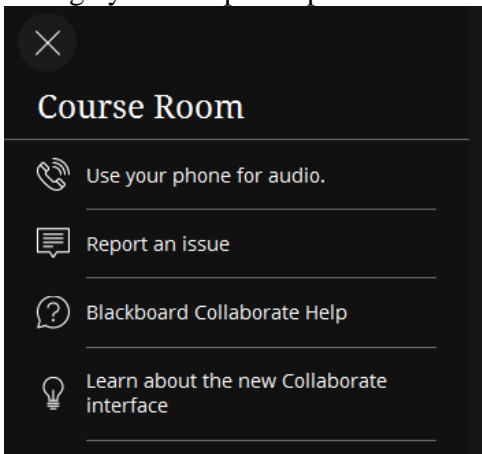 Course Room
Use your phone for audio.
Report an issue
Blackboard Collaborate Help
Learn about the new Collaborate
interface